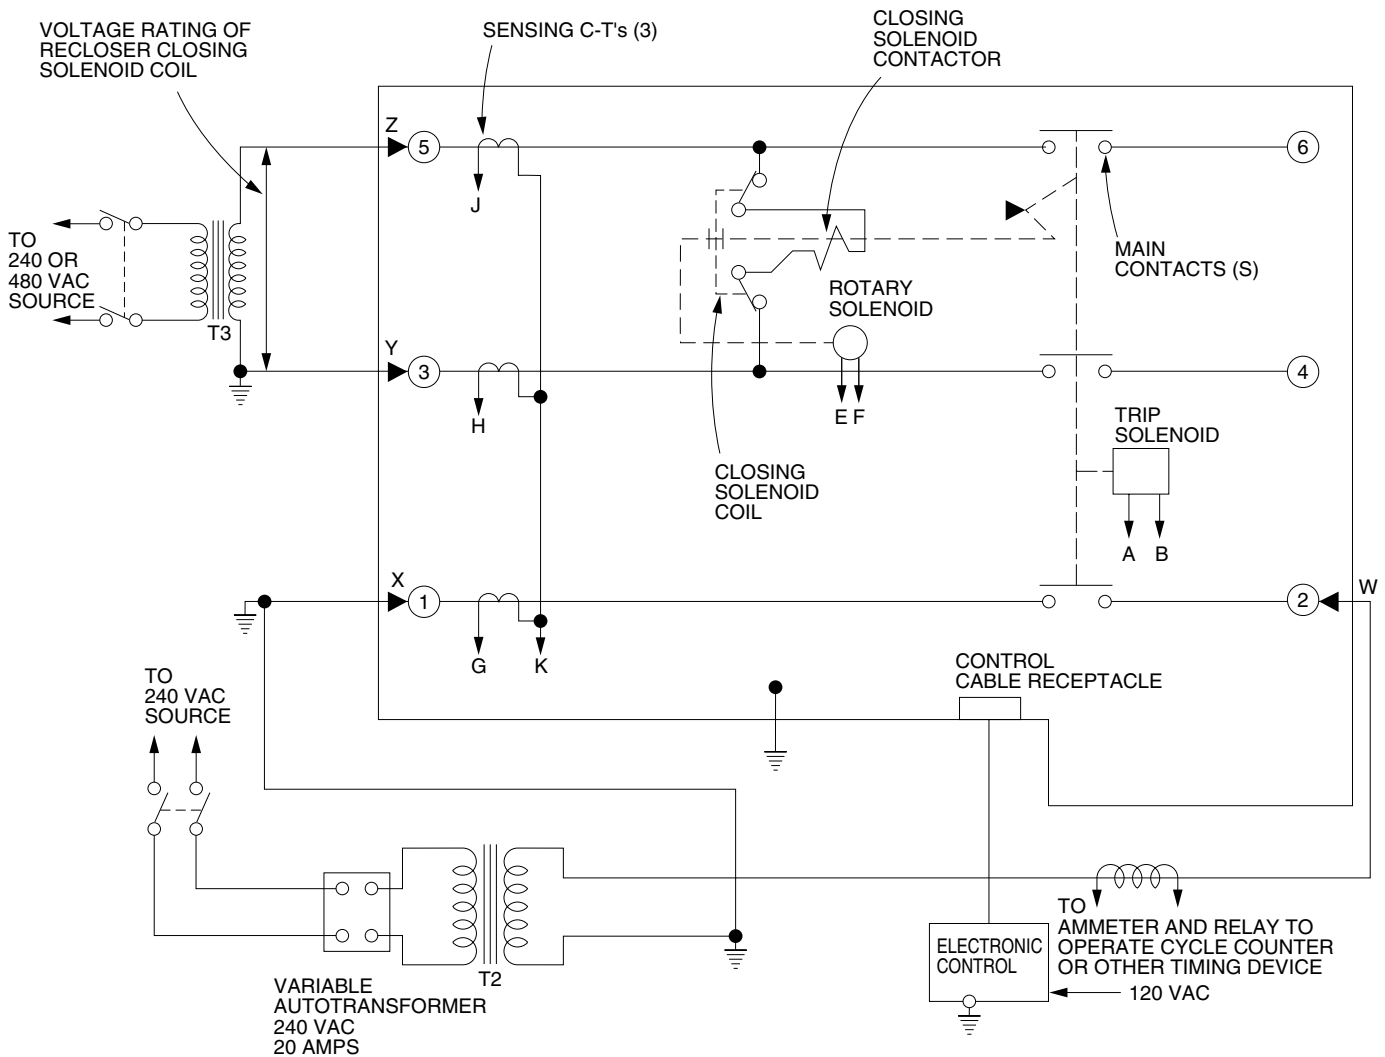 VOLTAGE RATING OF
RECLOSER CLOSING
SOLENOID COIL
SENSING C-T's (3)
CLOSING
SOLENOID
CONTACTOR
Z
5
6
J
TO
240 OR
480 VAC
SOURCE
T3
MAIN
CONTACTS (S)
ROTARY
SOLENOID
Y
3
4
H
E F
TRIP
SOLENOID
CLOSING
SOLENOID
COIL
A B
X
1
2
W
G
K
CONTROL
CABLE RECEPTACLE
TO
240 VAC
SOURCE
TO
AMMETER AND RELAY TO
OPERATE CYCLE COUNTER
OR OTHER TIMING DEVICE
ELECTRONIC
CONTROL
120 VAC
T2
VARIABLE
AUTOTRANSFORMER
240 VAC
20 AMPS